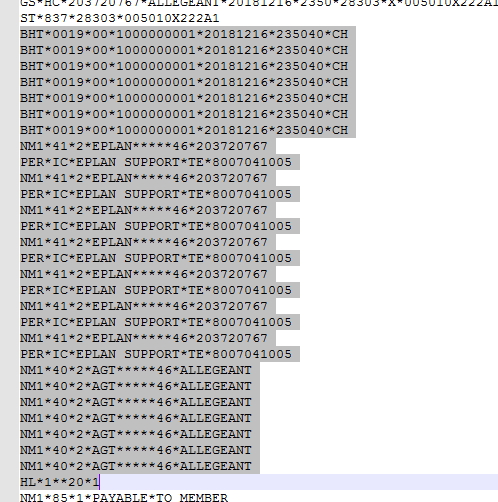 GS*HC*203720767*ALLEGEANT*20181216*2350*28303*X*005010X222A1
ST*837*28303*005010X222A1
BHT*0019*00*1000000001*20181216*235040*CH
BHT*0019*00*1000000001*20181216*235040*CH
BHT*0019*00*1000000001*20181216*235040*CH
BHT*0019*00*1000000001*20181216*235040*CH
BHT*0019*00*1000000001*20181216*235040*CH
BHT*0019*00*1000000001*20181216*235040*CH
BHT*0019*00*1000000001*20181216*235040*CH
NM1*41*2*EPLAN*****46*203720767
PER*IC*EPLAN SUPPORT*TE*8007041005
NM1*41*2*EPLAN*****46*203720767
PER*IC*EPLAN SUPPORT*TE*8007041005
NM1*41*2*EPLAN*****46*203720767
PER*IC*EPLAN SUPPORT*TE*8007041005
NM1*41*2*EPLAN*****46*203720767
PER*IC*EPLAN SUPPORT*TE*8007041005
NM1*41*2*EPLAN*****46*203720767
PER*IC*EPLAN SUPPORT*TE*8007041005
NM1*41*2*EPLAN*****46*203720767
PER*IC*EPLAN SUPPORT*TE*8007041005
NM1*41*2*EPLAN*****46*203720767
PER*IC*EPLAN SUPPORT*TE*8007041005
NM1*40*2*AGT*****46*ALLEGEANT
NM1*40*2*AGT*****46*ALLEGEANT
NM1*40*2*AGT*****46*ALLEGEANT
NM1*40*2*AGT*****46*ALLEGEANT
NM1*40*2*AGT*****46*ALLEGEANT
NM1*40*2*AGT*****46*ALLEGEANT
NM1*40*2*AGT*****46*ALLEGEANT
HL*1**20*1
NM1*85*1*PAYABLE*TO MEMBER